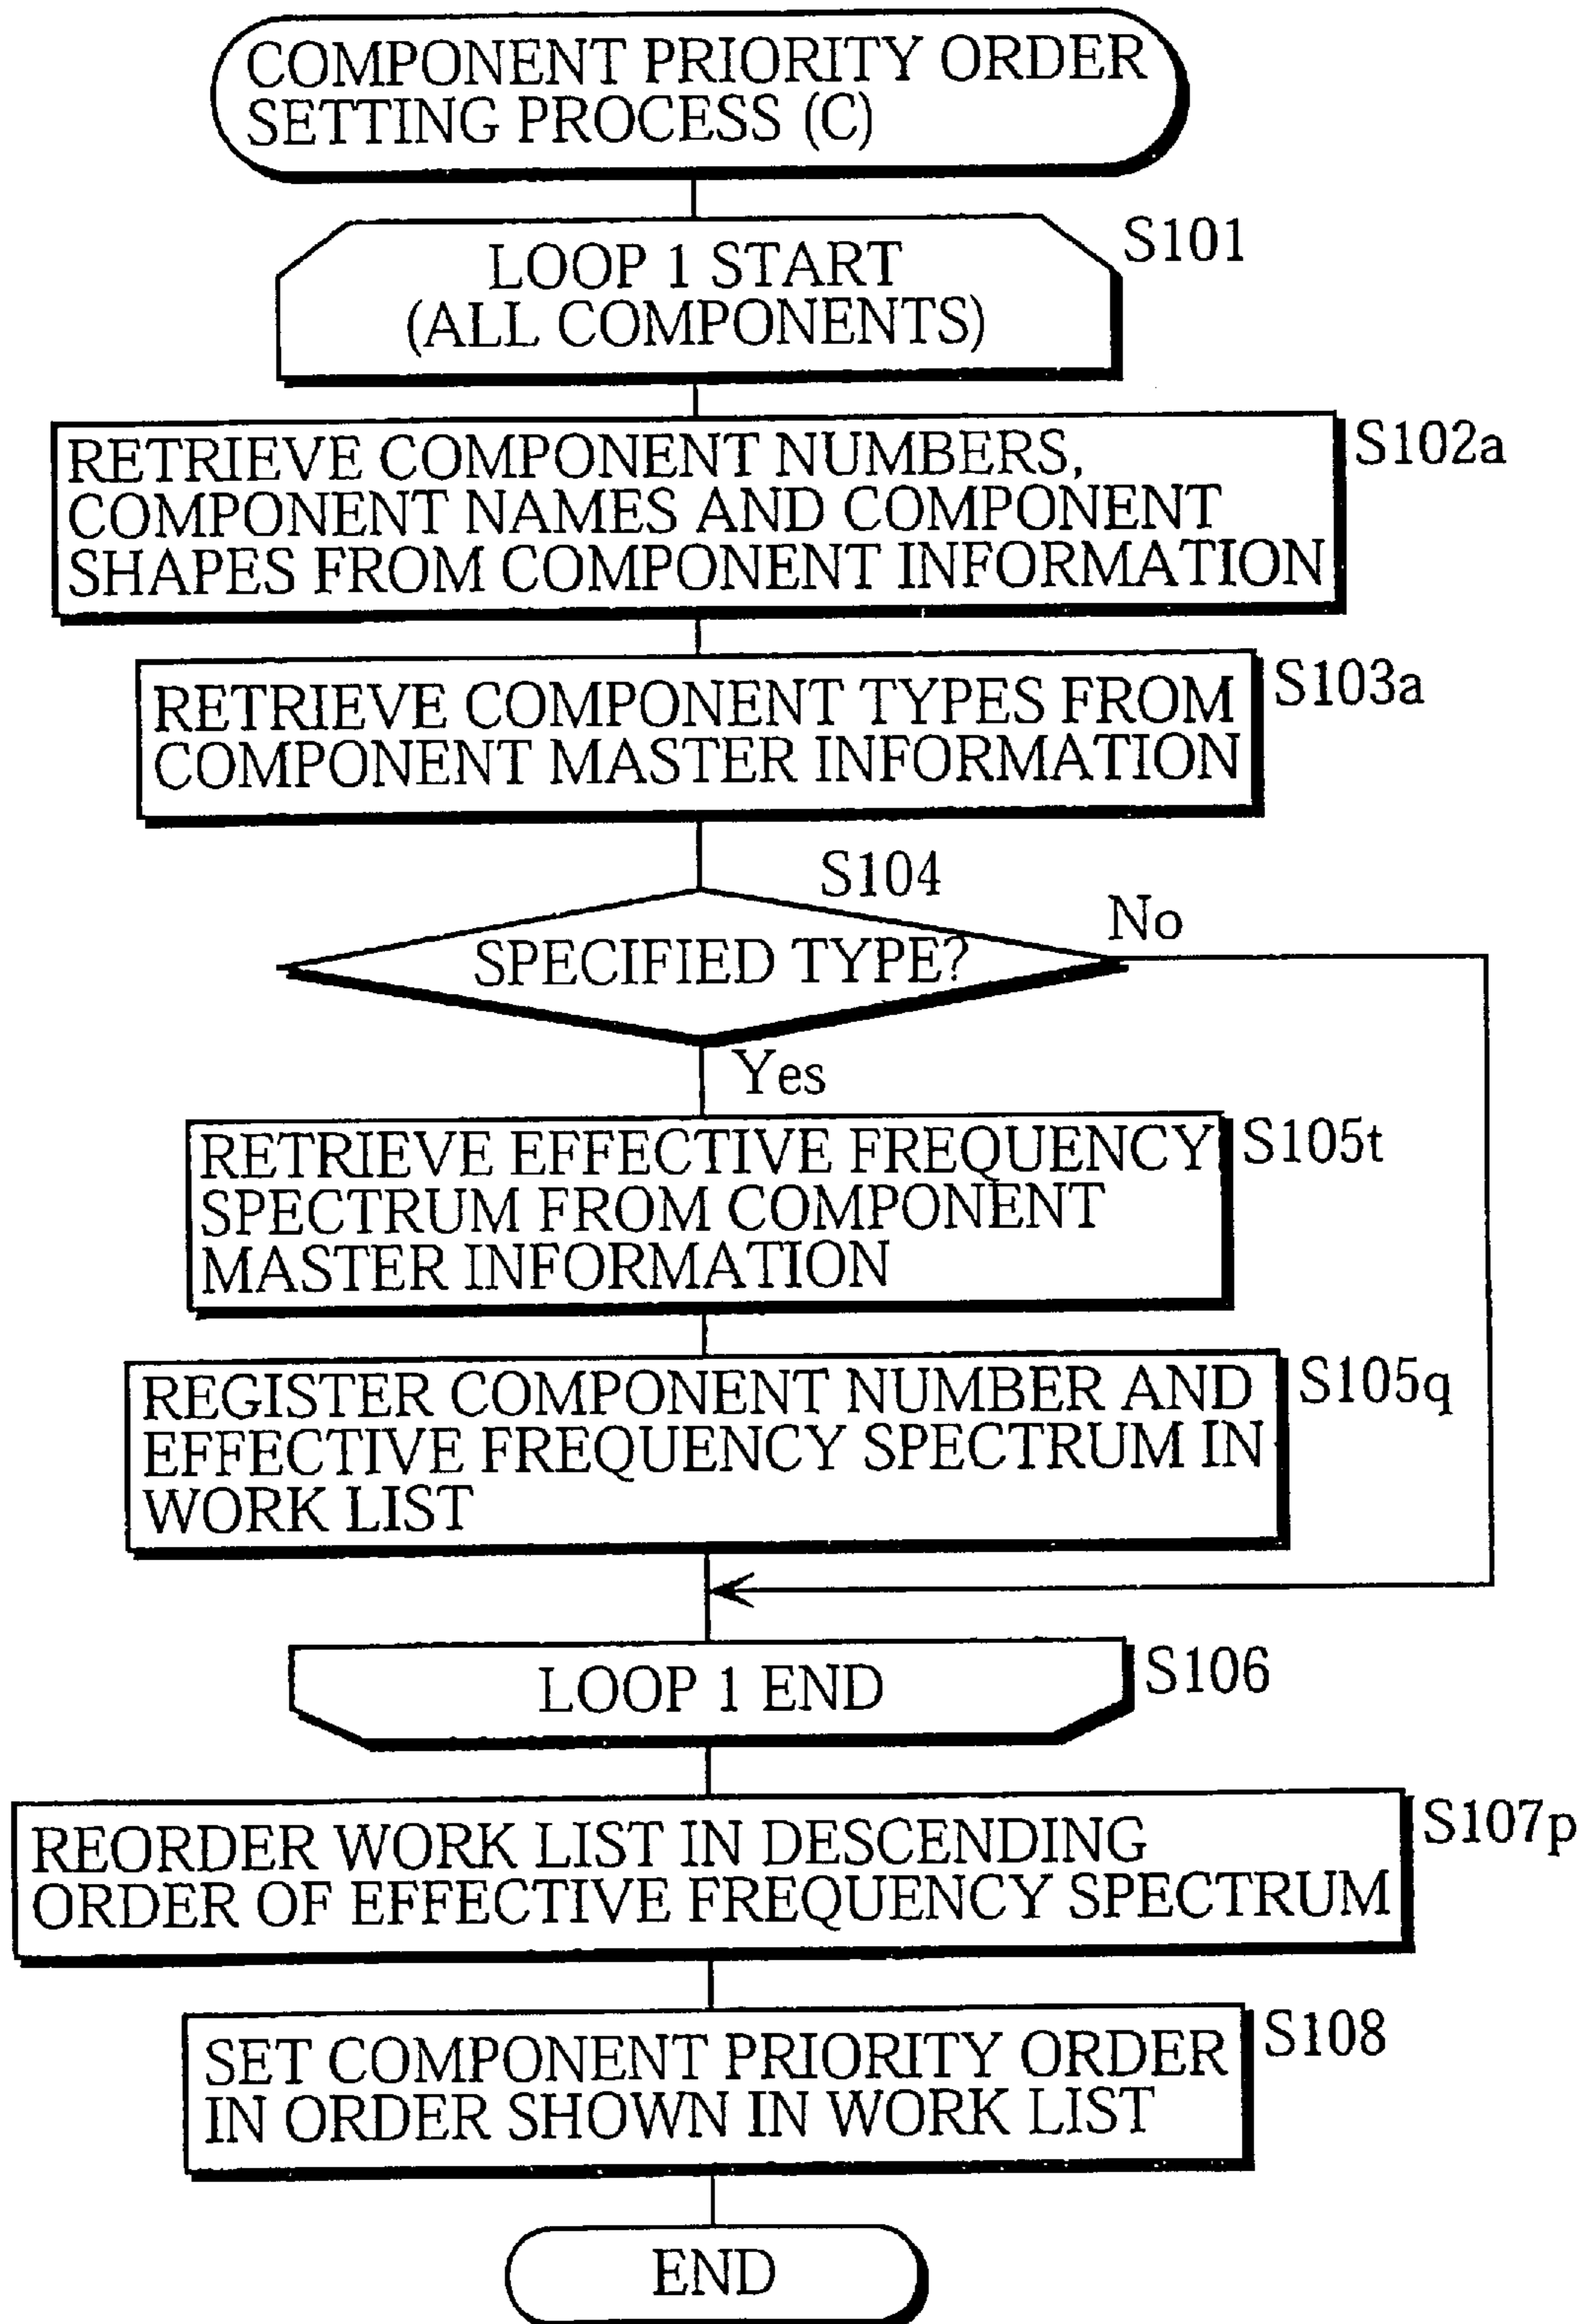 COMPONENT PRIORITY ORDER
SETTING PROCESS (C)
LOOP 1 START
(ALL COMPONENTS)
S101
RETRIEVE COMPONENT NUMBERS,
COMPONENT NAMES AND COMPONENT
SHAPES FROM COMPONENT INFORMATION
S102a
RETRIEVE COMPONENT TYPES FROM
COMPONENT MASTER INFORMATION
S103a
S104
SPECIFIED TYPE?
No
Yes
RETRIEVE EFFECTIVE FREQUENCY
SPECTRUM FROM COMPONENT
MASTER INFORMATION
S105t
REGISTER COMPONENT NUMBER AND
EFFECTIVE FREQUENCY SPECTRUM IN
WORK LIST
S105q
LOOP 1 END
S106
REORDER WORK LIST IN DESCENDING
ORDER OF EFFECTIVE FREQUENCY SPECTRUM
S107p
SET COMPONENT PRIORITY ORDER
IN ORDER SHOWN IN WORK LIST
S108
END